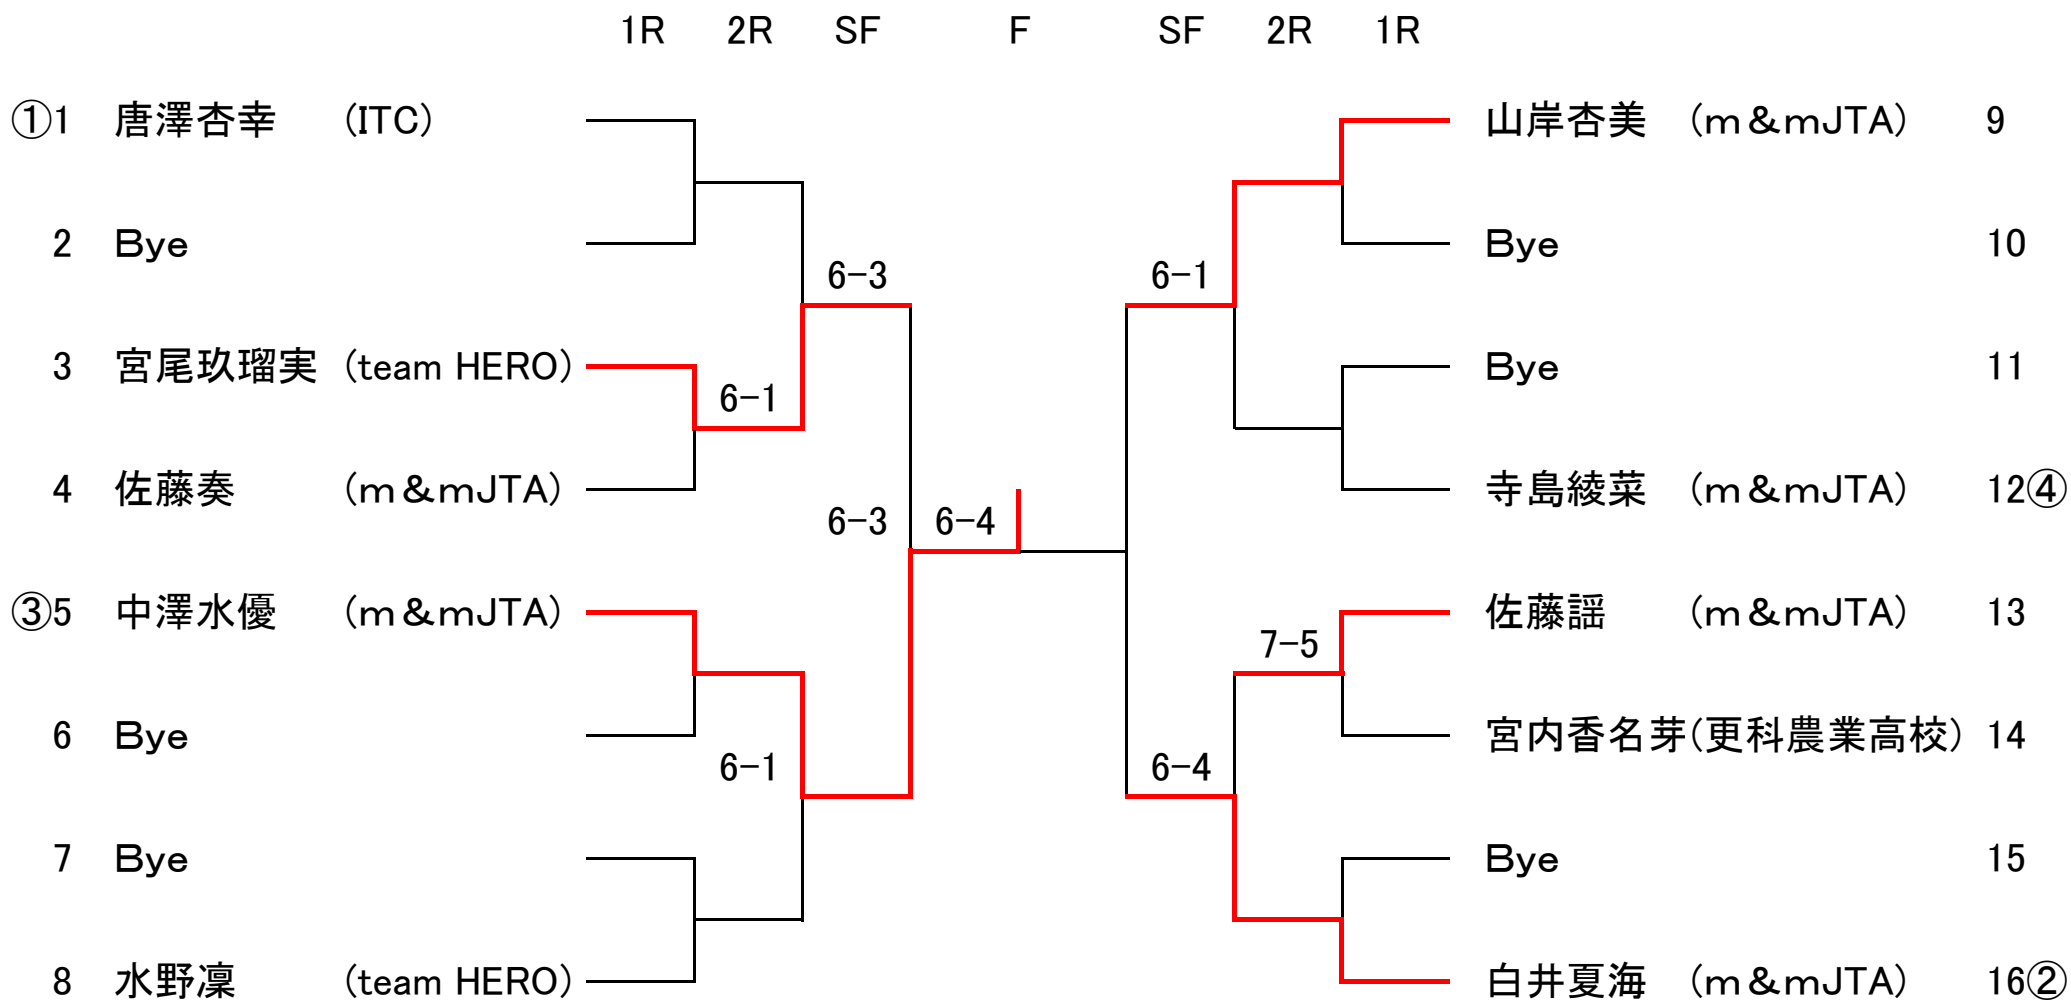 1R 2R SF F SF 2R 1R
①1 唐澤杏幸 (ITC) 山岸杏美 (m&mJTA) 9
2 Bye Bye 10
6-3 6-1
3 宮尾玖瑠実 (team HERO) Bye 11
6-1
4 佐藤奏 (m&mJTA) 寺島綾菜 (m&mJTA) 12④
6-3 6-4
③5 中澤水優 (m&mJTA) 佐藤謡 (m&mJTA) 13
7-5
6 Bye 宮内香名芽(更科農業高校) 14
6-1 6-4
7 Bye Bye 15
8 水野凜 (team HERO) 白井夏海 (m&mJTA) 16②